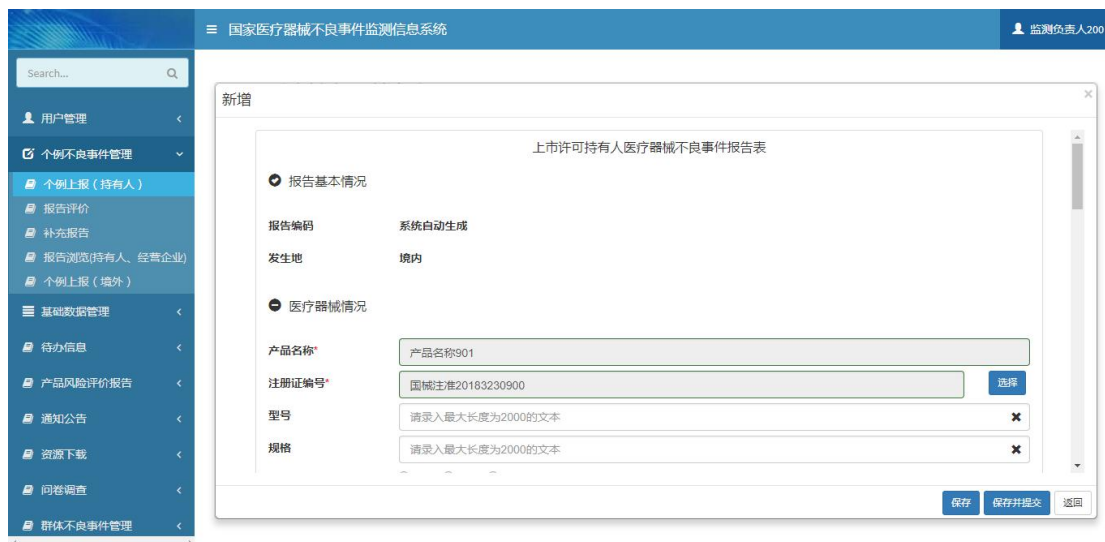 国家医疗器械不良事件监测信息系统
监测负责人200
Search...
用户管理
个例不良事件管理
个例上报（持有人）
报告评价
补充报告
报告浏览(持有人、经营企业)
个例上报（境外）
基础数据管理
待办信息
产品风险评价报告
通知公告
资源下载
问卷调查
群体不良事件管理
新增
上市许可持有人医疗器械不良事件报告表
报告基本情况
报告编码 系统自动生成
发生地 境内
医疗器械情况
产品名称* 产品名称901
注册证编号* 国械注准20183230900 选择
型号 请录入最大长度为2000的文本
规格 请录入最大长度为2000的文本
保存 保存并提交 返回